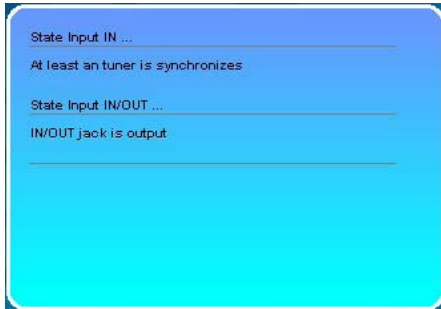 State Input IN ...
At least an tuner is synchronizes
State Input IN/OUT ...
IN/OUT jack is output